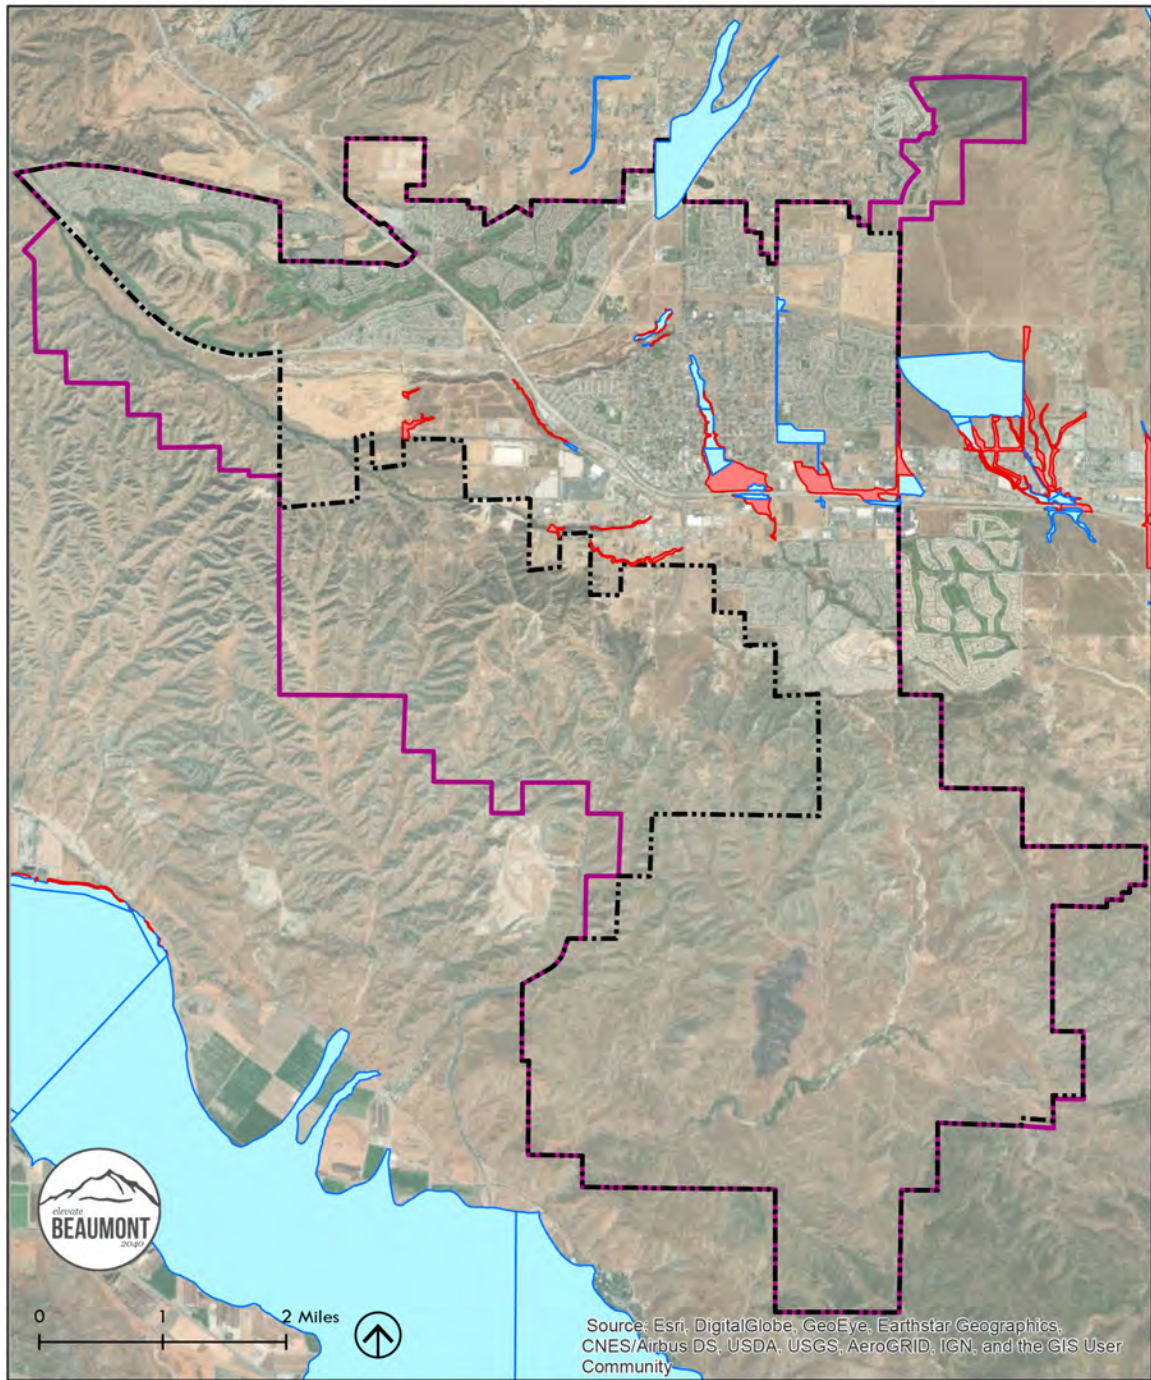 elevate
BEAUMONT
2040
0 1 2 Miles
Source: Esri, DigitalGlobe, GeoEye, Earthstar Geographics,
CNES/Airbus DS, USDA, USGS, AeroGRID, IGN, and the GIS User
Community